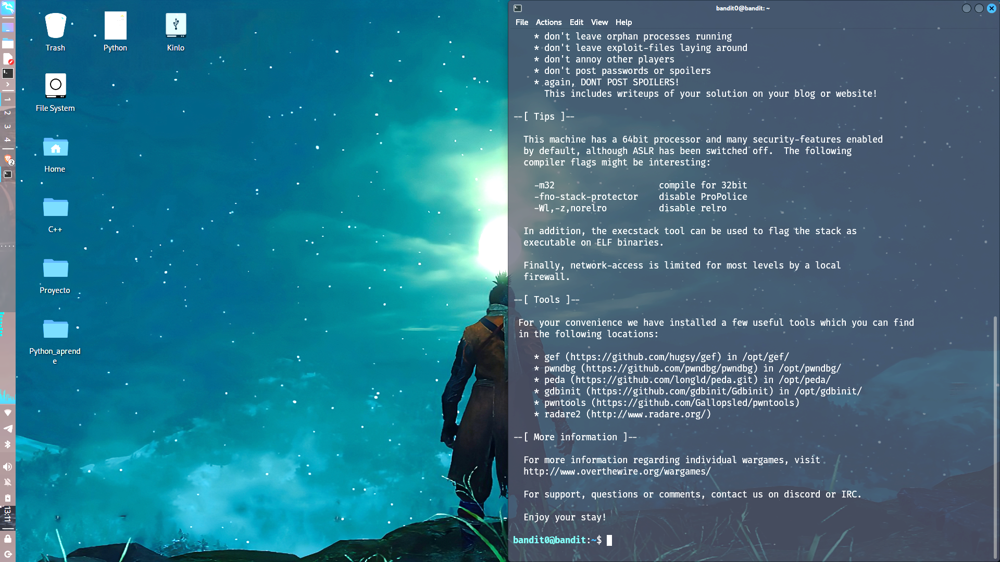 Trash
Python
Kinlo
File System
Home
C++
Proyecto
Python_aprend
e
1
2
3
4
2
13:11
bandit0@bandit: ~
File Actions Edit View Help
* don't leave orphan processes running
* don't leave exploit-files laying around
* don't annoy other players
* don't post passwords or spoilers
* again, DONT POST SPOILERS!
This includes writeups of your solution on your blog or website!
--[ Tips ]--
This machine has a 64bit processor and many security-features enabled
by default, although ASLR has been switched off.  The following
compiler flags might be interesting:
-m32                    compile for 32bit
-fno-stack-protector    disable ProPolice
-Wl,-z,norelro          disable relro
In addition, the execstack tool can be used to flag the stack as
executable on ELF binaries.
Finally, network-access is limited for most levels by a local
firewall.
--[ Tools ]--
For your convenience we have installed a few useful tools which you can find
in the following locations:
* gef (https://github.com/hugsy/gef) in /opt/gef/
* pwndbg (https://github.com/pwndbg/pwndbg) in /opt/pwndbg/
* peda (https://github.com/longld/peda.git) in /opt/peda/
* gdbinit (https://github.com/gdbinit/Gdbinit) in /opt/gdbinit/
* pwntools (https://github.com/Gallopsled/pwntools)
* radare2 (http://www.radare.org/)
--[ More information ]--
For more information regarding individual wargames, visit
http://www.overthewire.org/wargames/
For support, questions or comments, contact us on discord or IRC.
Enjoy your stay!
bandit0@bandit:~$